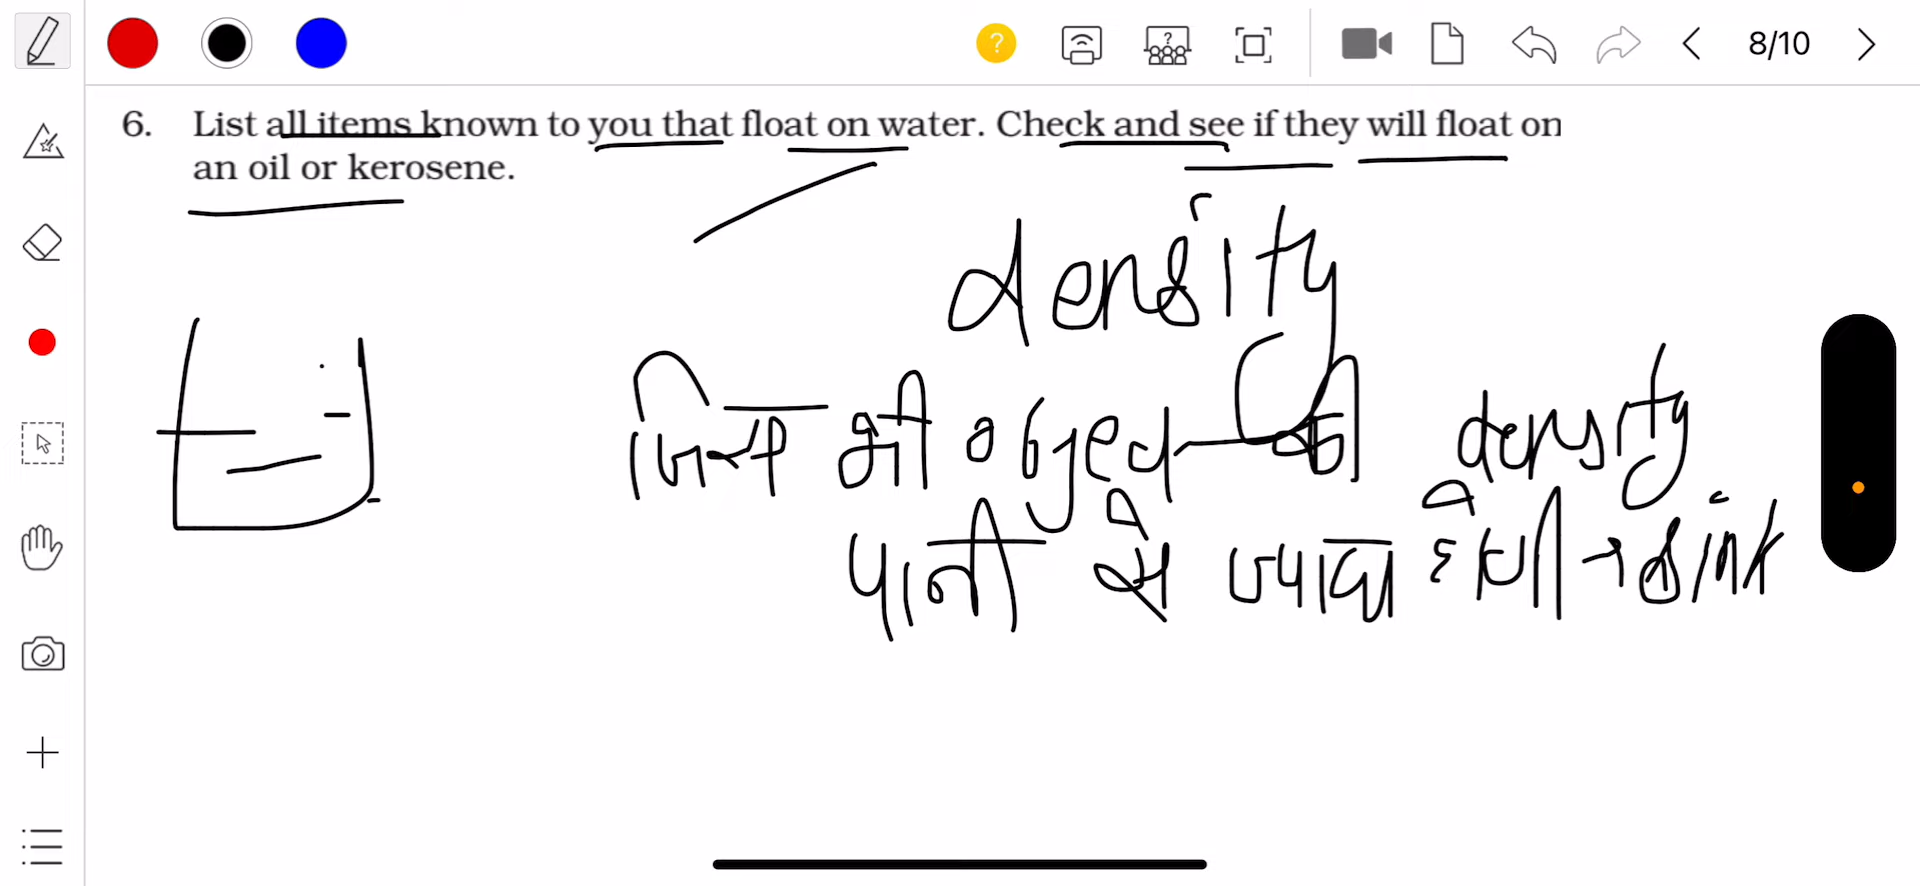 8/10
6. List all items known to you that float on water. Check and see if they will float on
an oil or kerosene.
density
जिस भी object की density
पानी से ज्यादा होगी → sink